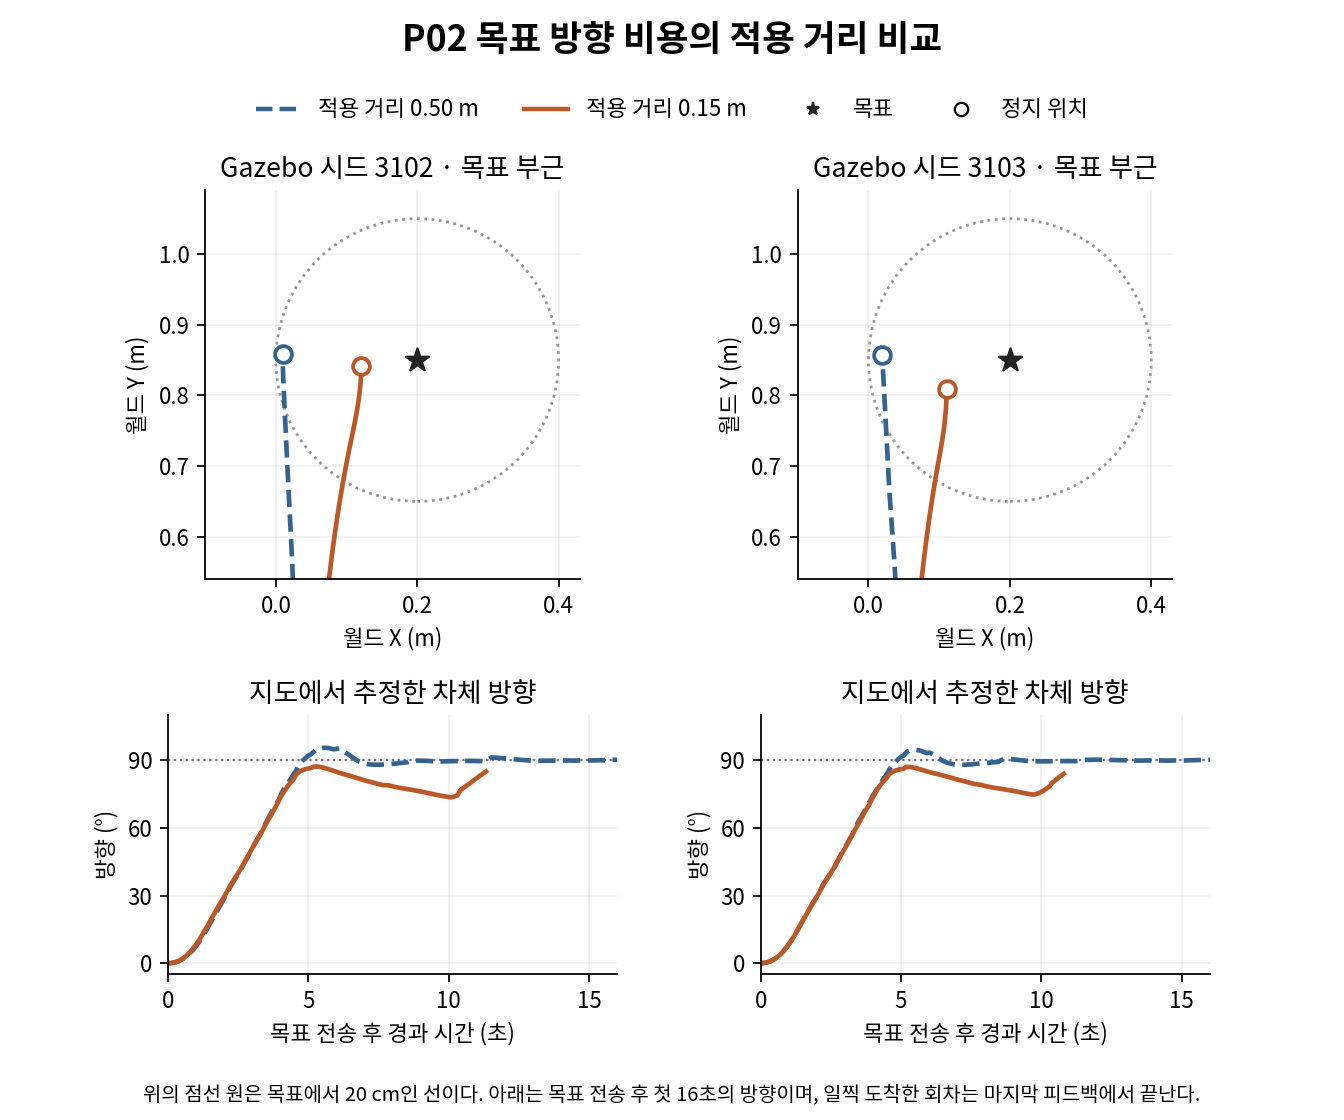 P02 목표 방향 비용의 적용 거리 비교
적용 거리 0.50 m
적용 거리 0.15 m
목표
정지 위치
Gazebo 시드 3102 · 목표 부근
1.0
0.9
0.8
0.7
0.6
월드 Y (m)
0.0
0.2
0.4
월드 X (m)
Gazebo 시드 3103 · 목표 부근
1.0
0.9
0.8
0.7
0.6
월드 Y (m)
0.0
0.2
0.4
월드 X (m)
지도에서 추정한 차체 방향
90
60
30
0
방향 (°)
0
5
10
15
목표 전송 후 경과 시간 (초)
지도에서 추정한 차체 방향
90
60
30
0
방향 (°)
0
5
10
15
목표 전송 후 경과 시간 (초)
위의 점선 원은 목표에서 20 cm인 선이다. 아래는 목표 전송 후 첫 16초의 방향이며, 일찍 도착한 회차는 마지막 피드백에서 끝난다.